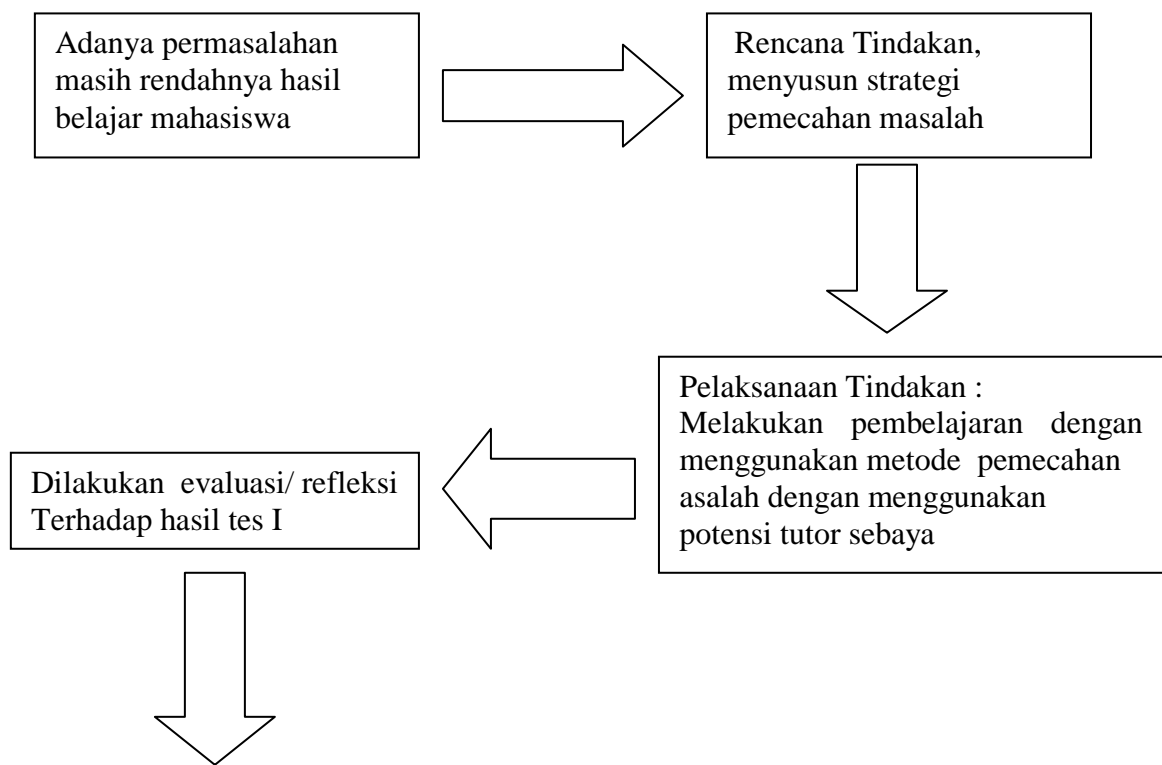 Adanya permasalahan
masih rendahnya hasil
belajar mahasiswa
Rencana Tindakan,
menyusun strategi
pemecahan masalah
Pelaksanaan Tindakan :
Melakukan pembelajaran dengan
menggunakan metode pemecahan
asalah dengan menggunakan
potensi tutor sebaya
Dilakukan evaluasi/ refleksi
Terhadap hasil tes I